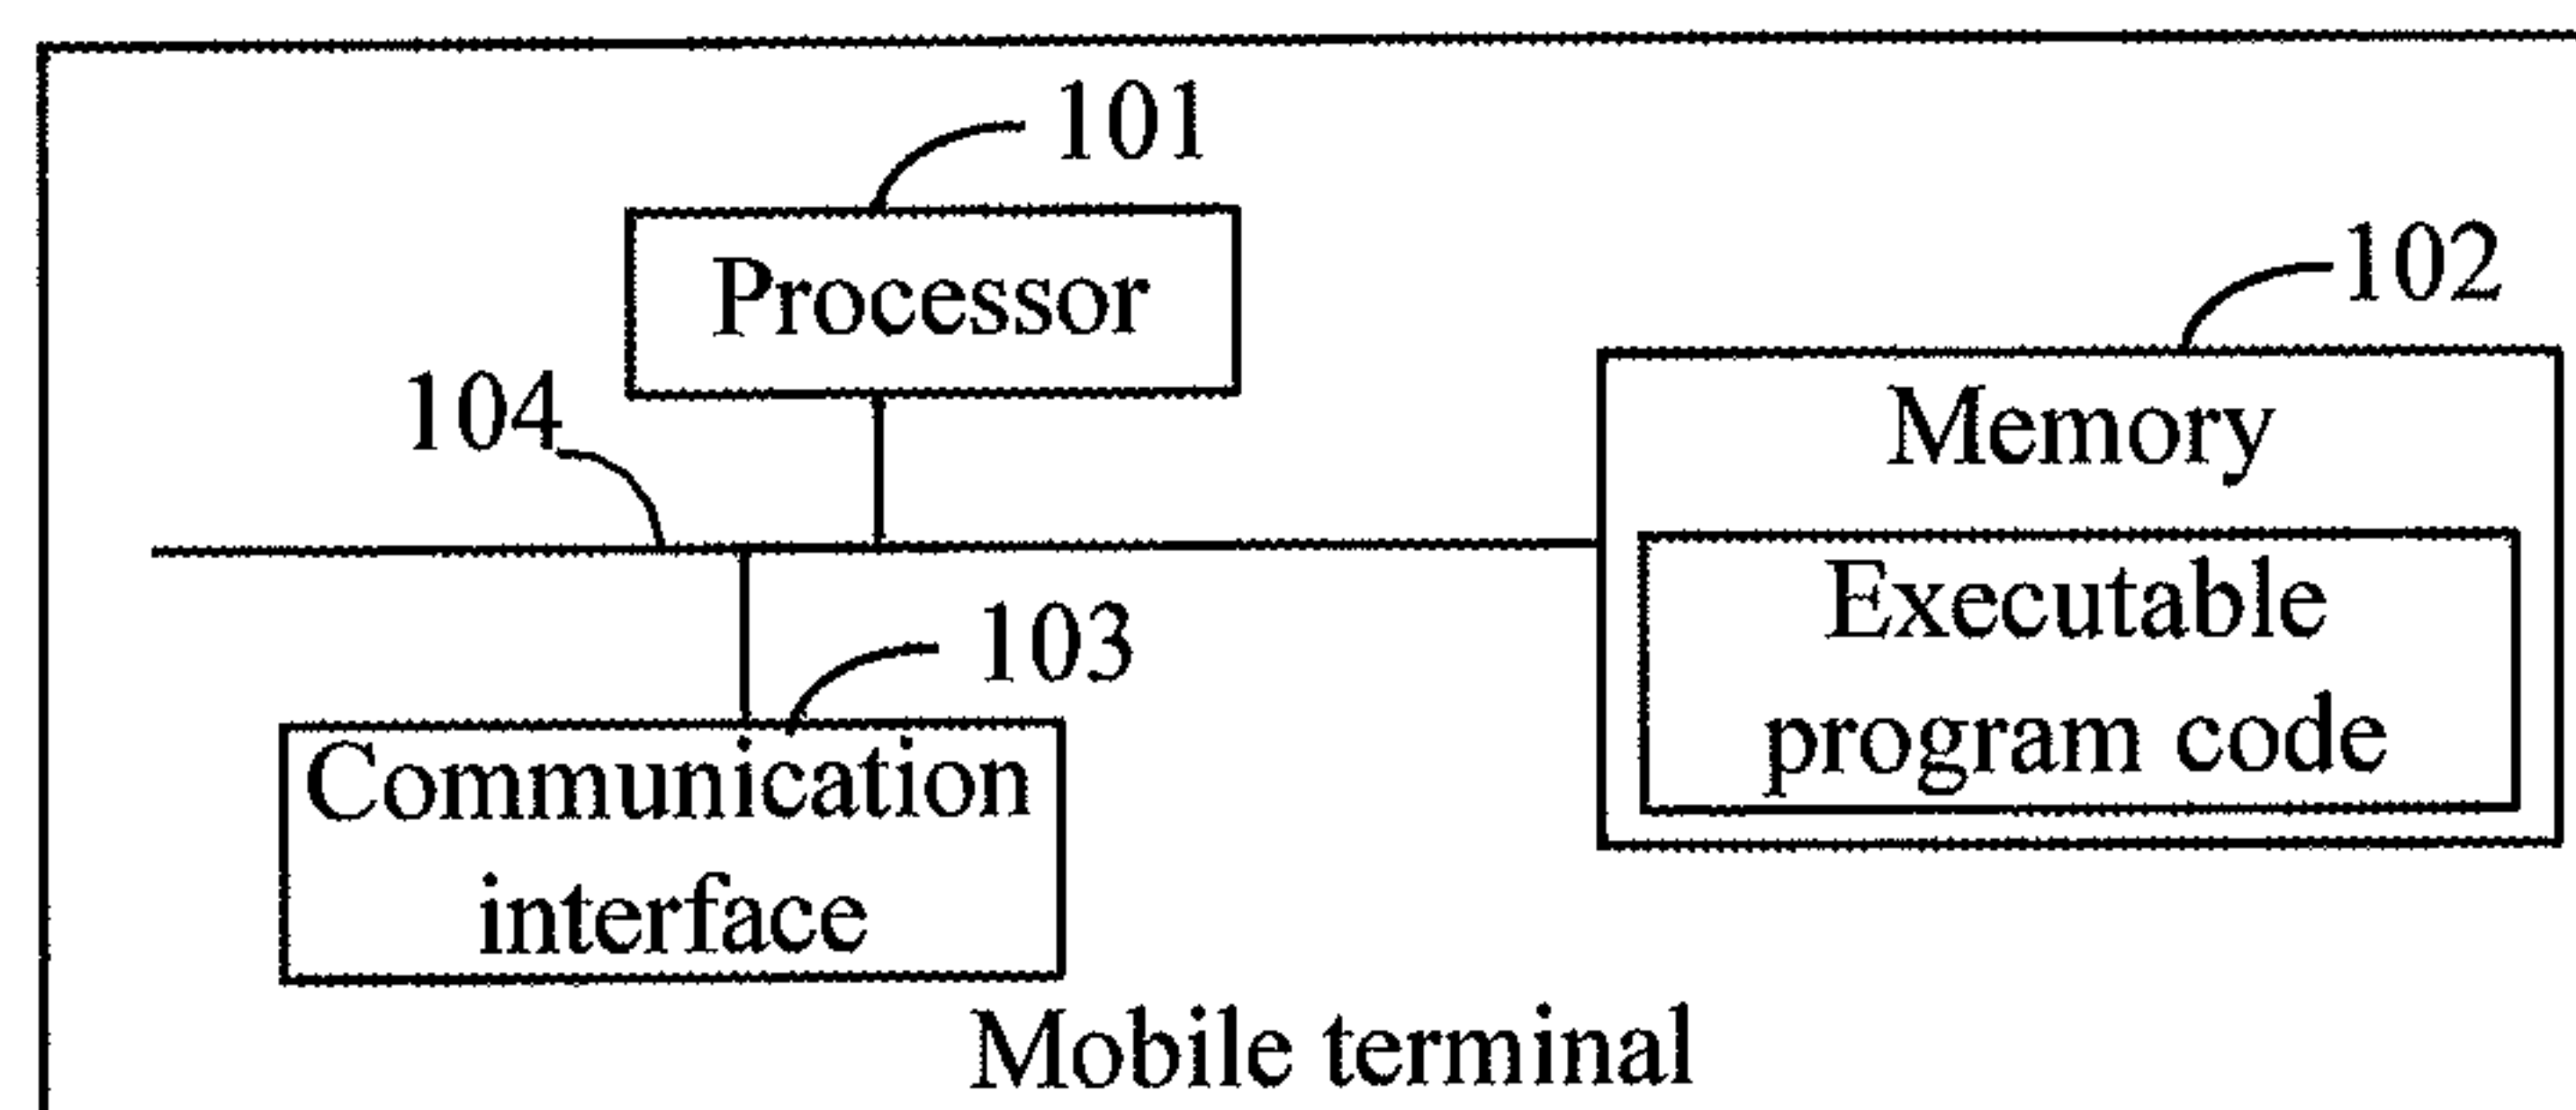 101
Processor
102
104
Memory
Executable
program code
103
Communication
interface
Mobile terminal